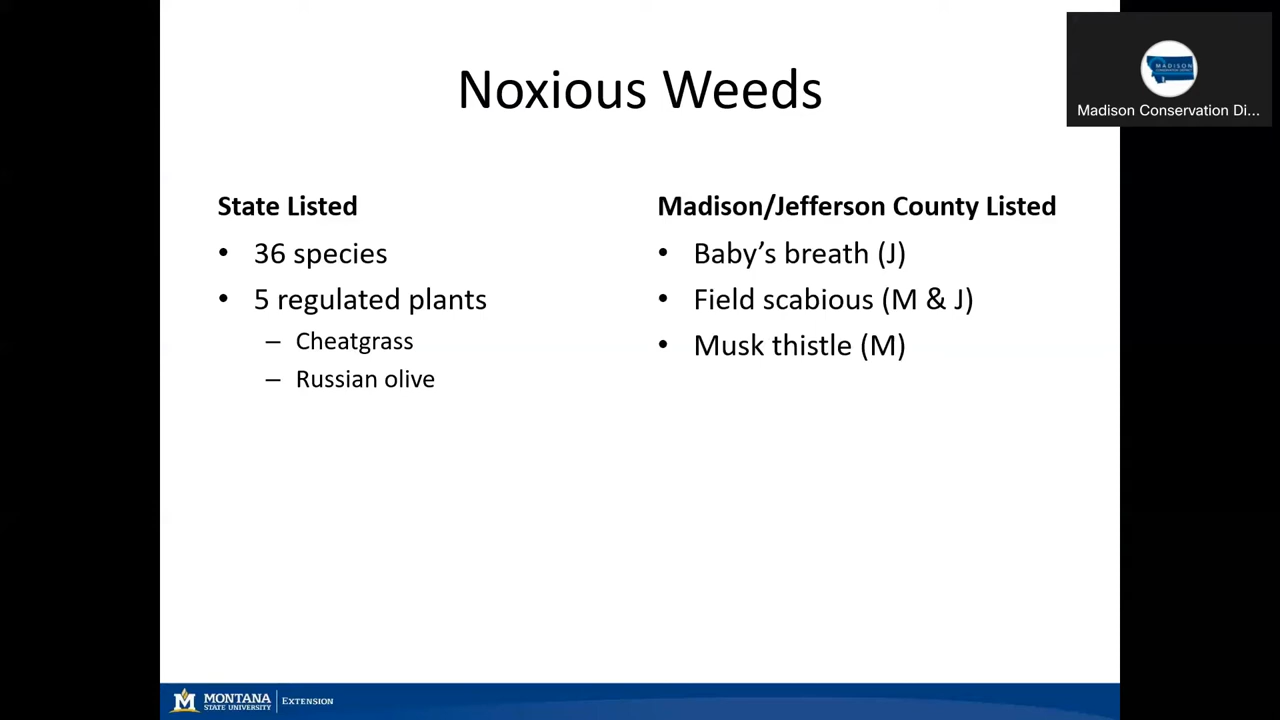 Noxious Weeds
MADISON
Madison Conservation Di...
State Listed
• 36 species
• 5 regulated plants
– Cheatgrass
– Russian olive
Madison/Jefferson County Listed
• Baby’s breath (J)
• Field scabious (M & J)
• Musk thistle (M)
M MONTANA
STATE UNIVERSITY
EXTENSION